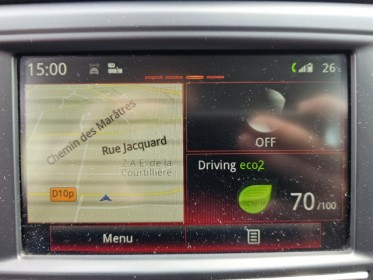 15:00
26°
Chemin des Marâtres
Rue Jacquard
Z.A.E. de la
Courtillière
D10p
OFF
Driving eco2
70/100
Menu